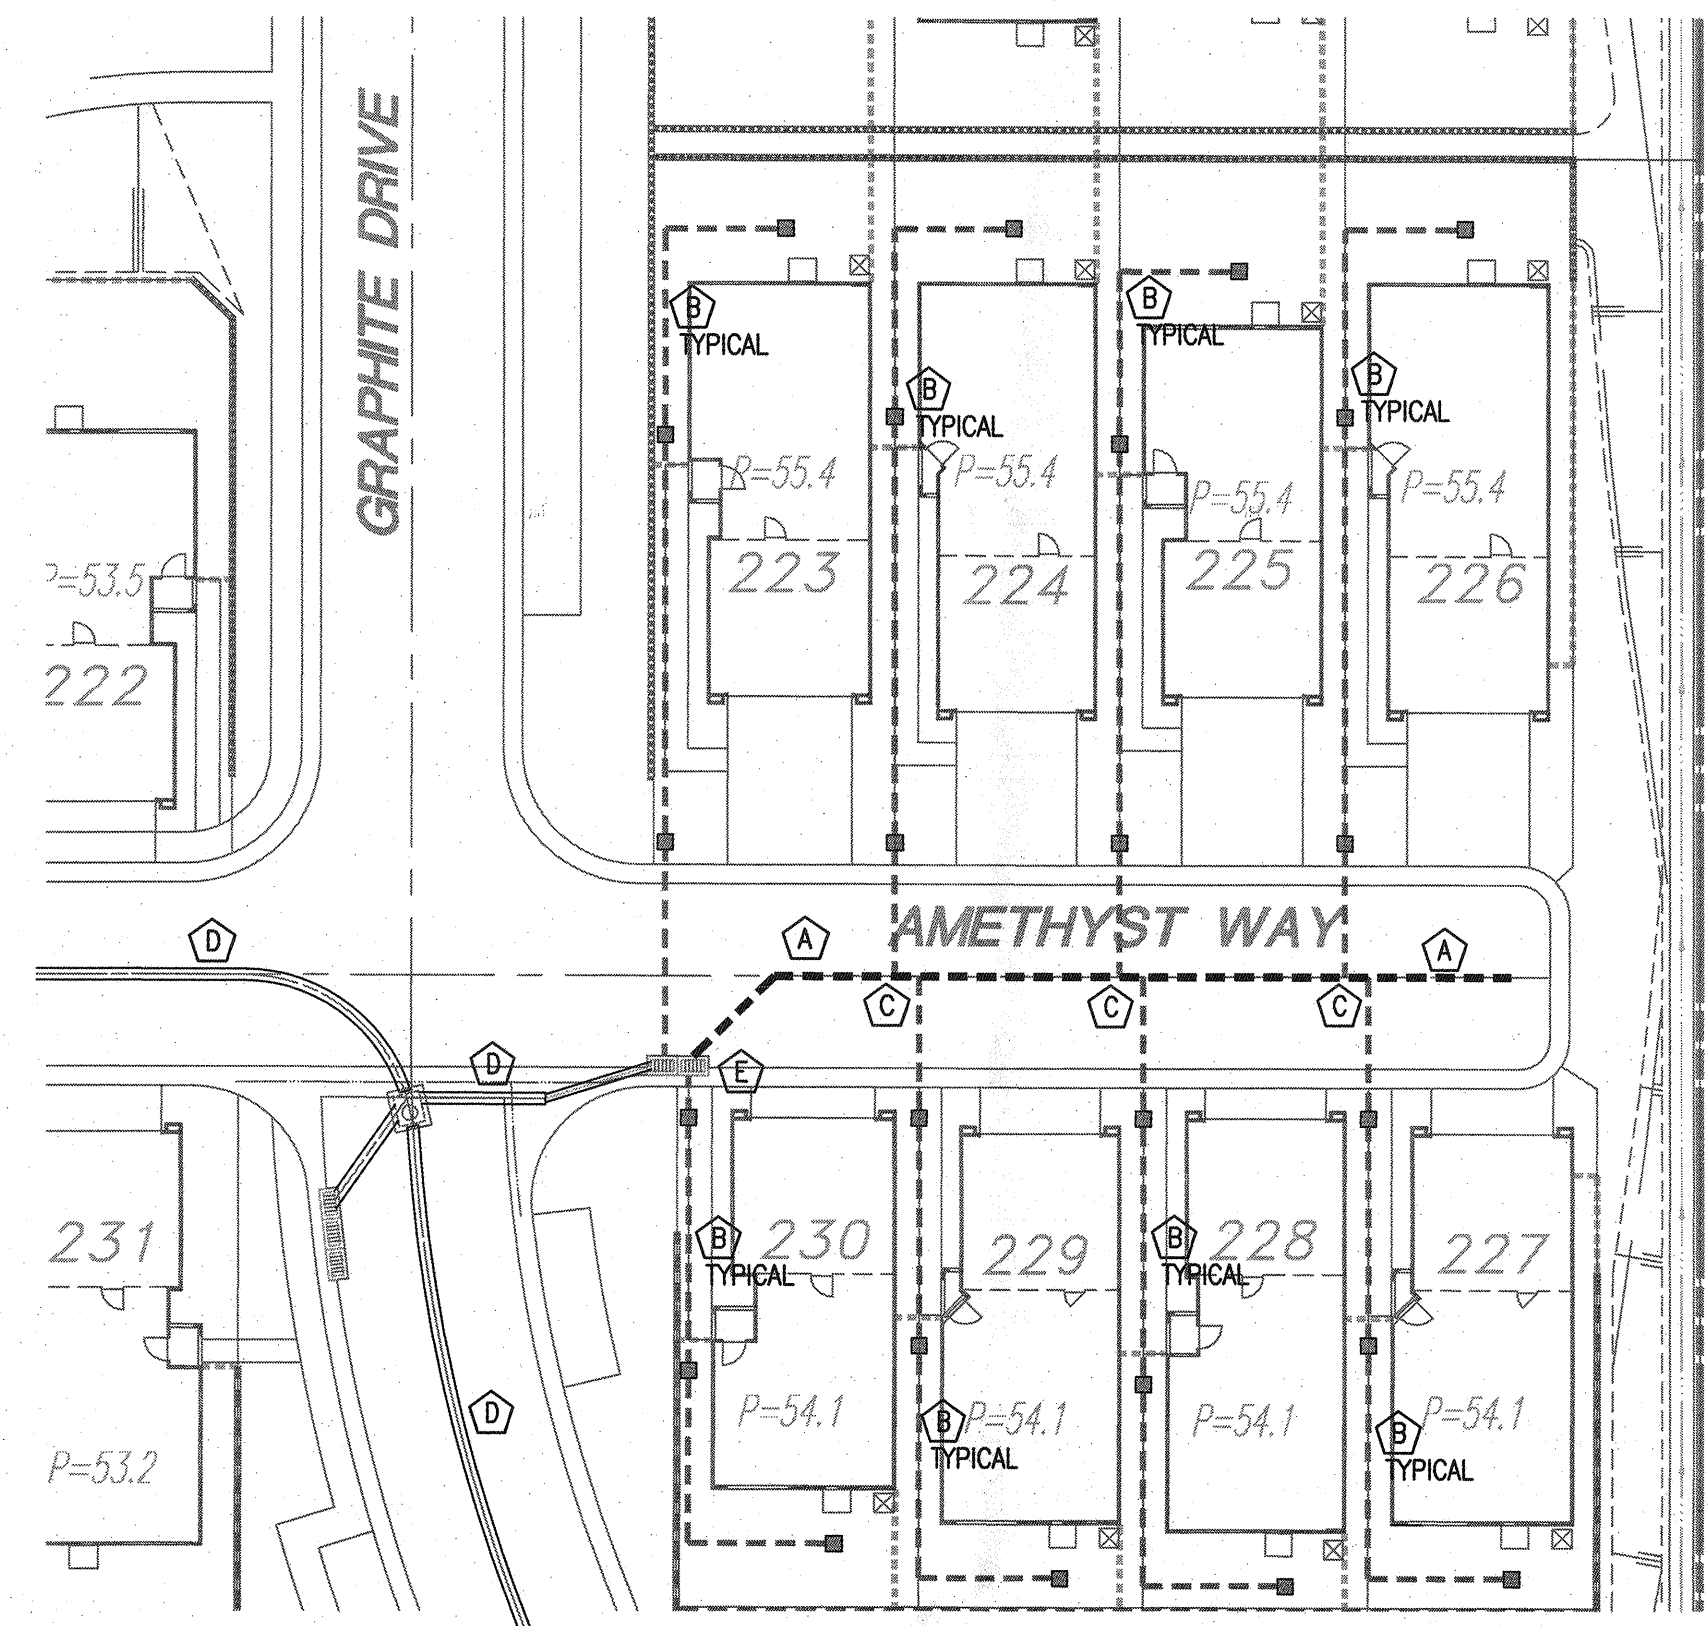 GRAPHITE DRIVE
B
TYPICAL
B
TYPICAL
B
TYPICAL
B
TYPICAL
P=55.4
P=55.4
P=55.4
P=55.4
223
224
225
226
P=53.5
222
AMETHYST WAY
D
A
A
C
C
C
D
E
231
230
229
228
227
B
TYPICAL
B
TYPICAL
P=54.1
P=54.1
P=54.1
P=54.1
D
B
TYPICAL
B
TYPICAL
P=53.2